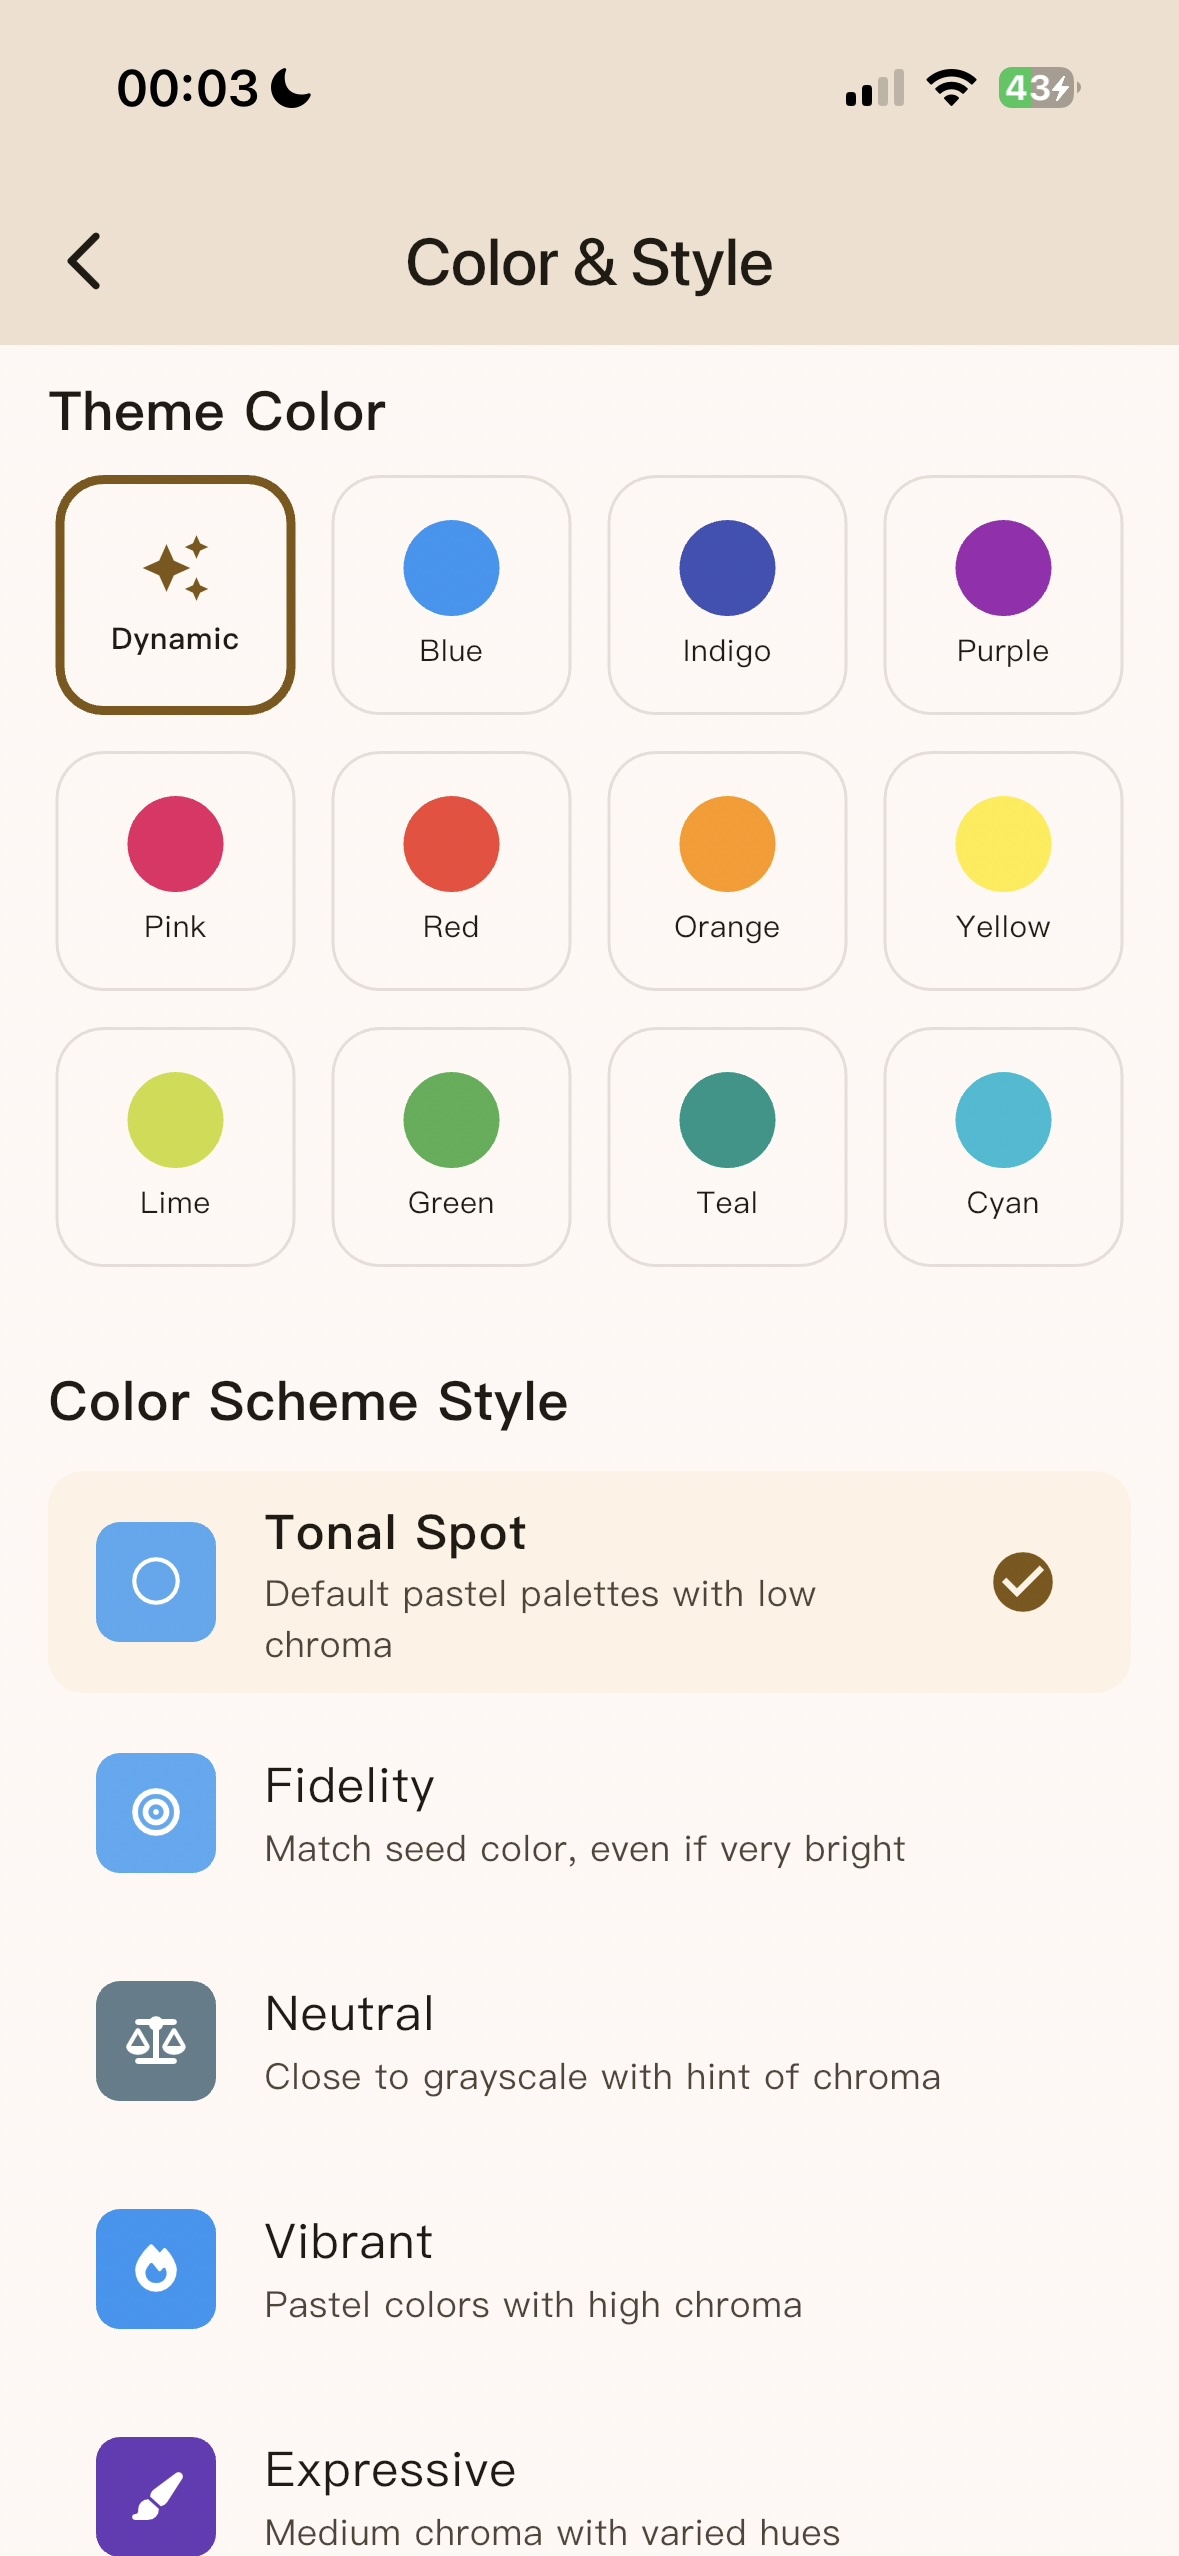 00:03
43
Color & Style
Theme Color
Dynamic
Blue
Indigo
Purple
Pink
Red
Orange
Yellow
Lime
Green
Teal
Cyan
Color Scheme Style
Tonal Spot
Default pastel palettes with low
chroma
Fidelity
Match seed color, even if very bright
Neutral
Close to grayscale with hint of chroma
Vibrant
Pastel colors with high chroma
Expressive
Medium chroma with varied hues